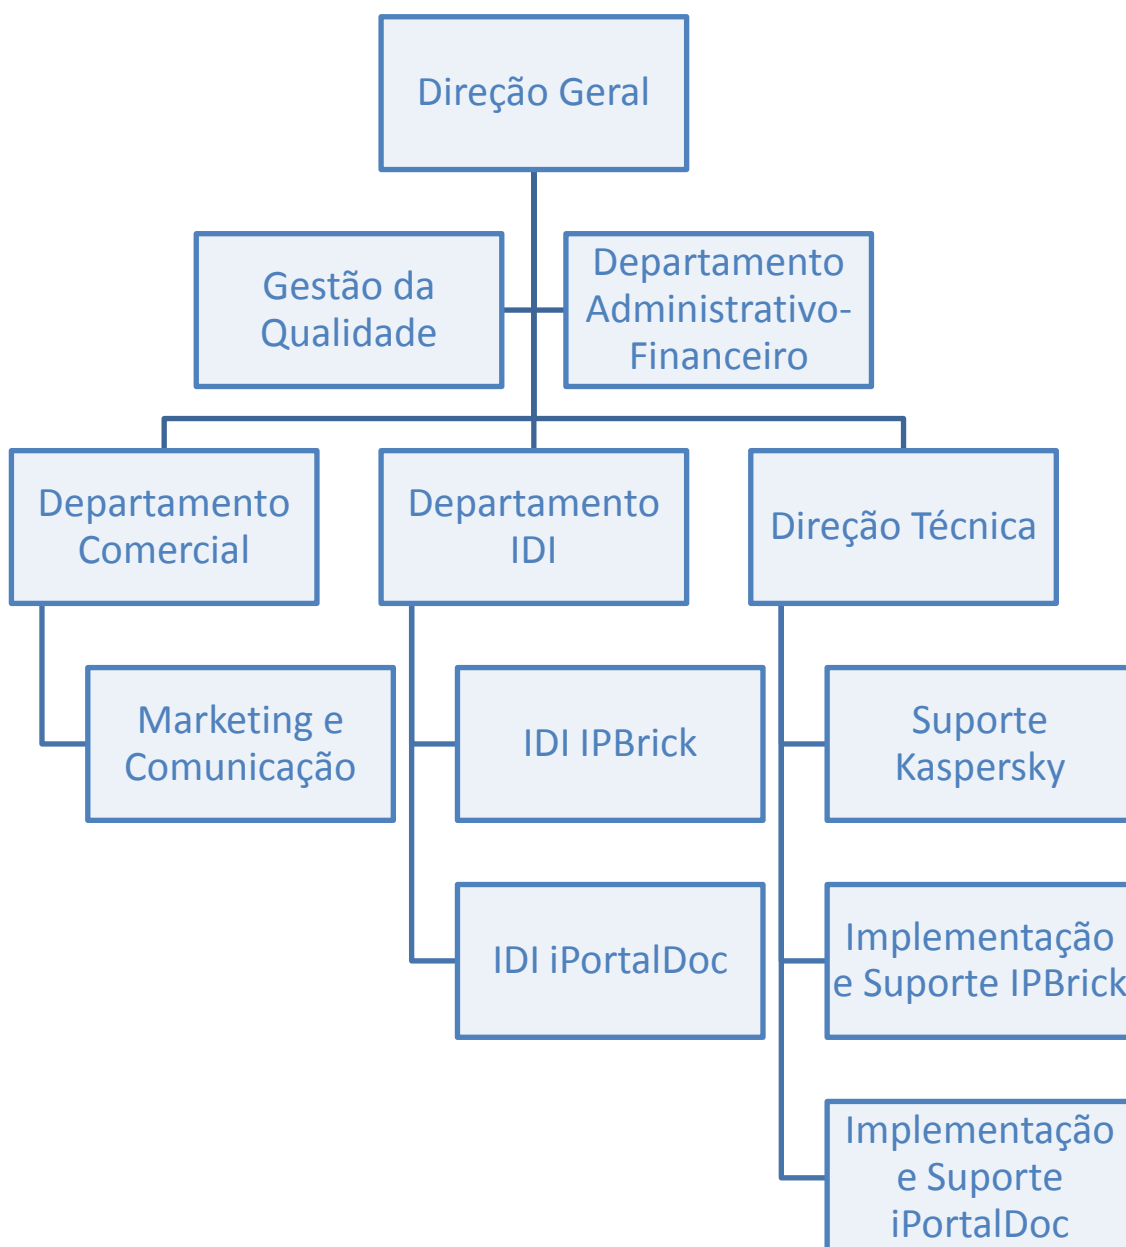 Direção Geral
Gestão da
Qualidade
Departamento
Administrativo-
Financeiro
Departamento
Comercial
Departamento
IDI
Direção Técnica
Marketing e
Comunicação
IDI IPBrick
Suporte
Kaspersky
IDI iPortalDoc
Implementação
e Suporte IPBrick
Implementação
e Suporte
iPortalDoc